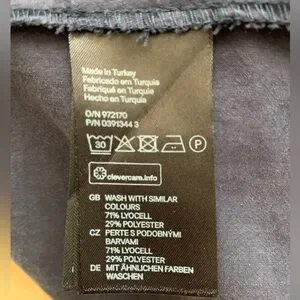 Made in Turkey
Fabricado em Turquia
Fabriqué en Turquie
Hecho en Turquía
O/N 972170
P/N 0391344 3
30 P
clevercare.info
GB WASH WITH SIMILAR
COLOURS
71% LYOCELL
29% POLYESTER
CZ PERTE S PODOBNÝMI
BARVAMI
71% LYOCELL
29% POLYESTER
DE MIT ÄHNLICHEN FARBEN
WASCHEN